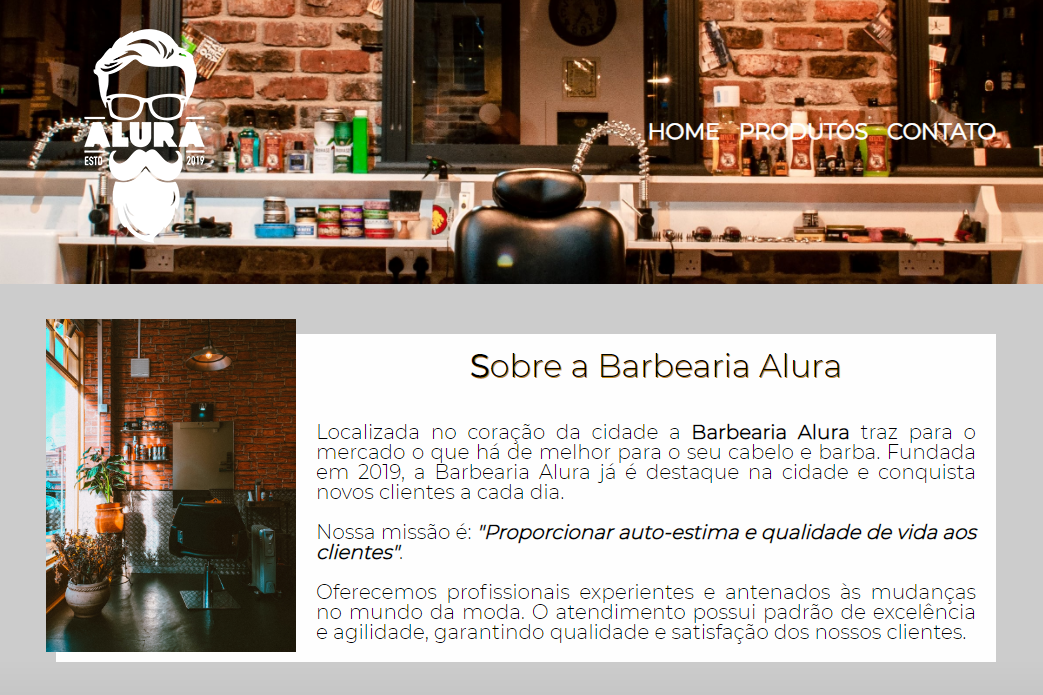 ALURA
ESTD 2019
HOME PRODUTOS CONTATO
Sobre a Barbearia Alura
Localizada no coração da cidade a Barbearia Alura traz para o
mercado o que há de melhor para o seu cabelo e barba. Fundada
em 2019, a Barbearia Alura já é destaque na cidade e conquista
novos clientes a cada dia.
Nossa missão é: "Proporcionar auto-estima e qualidade de vida aos
clientes".
Oferecemos profissionais experientes e antenados às mudanças
no mundo da moda. O atendimento possui padrão de excelência
e agilidade, garantindo qualidade e satisfação dos nossos clientes.